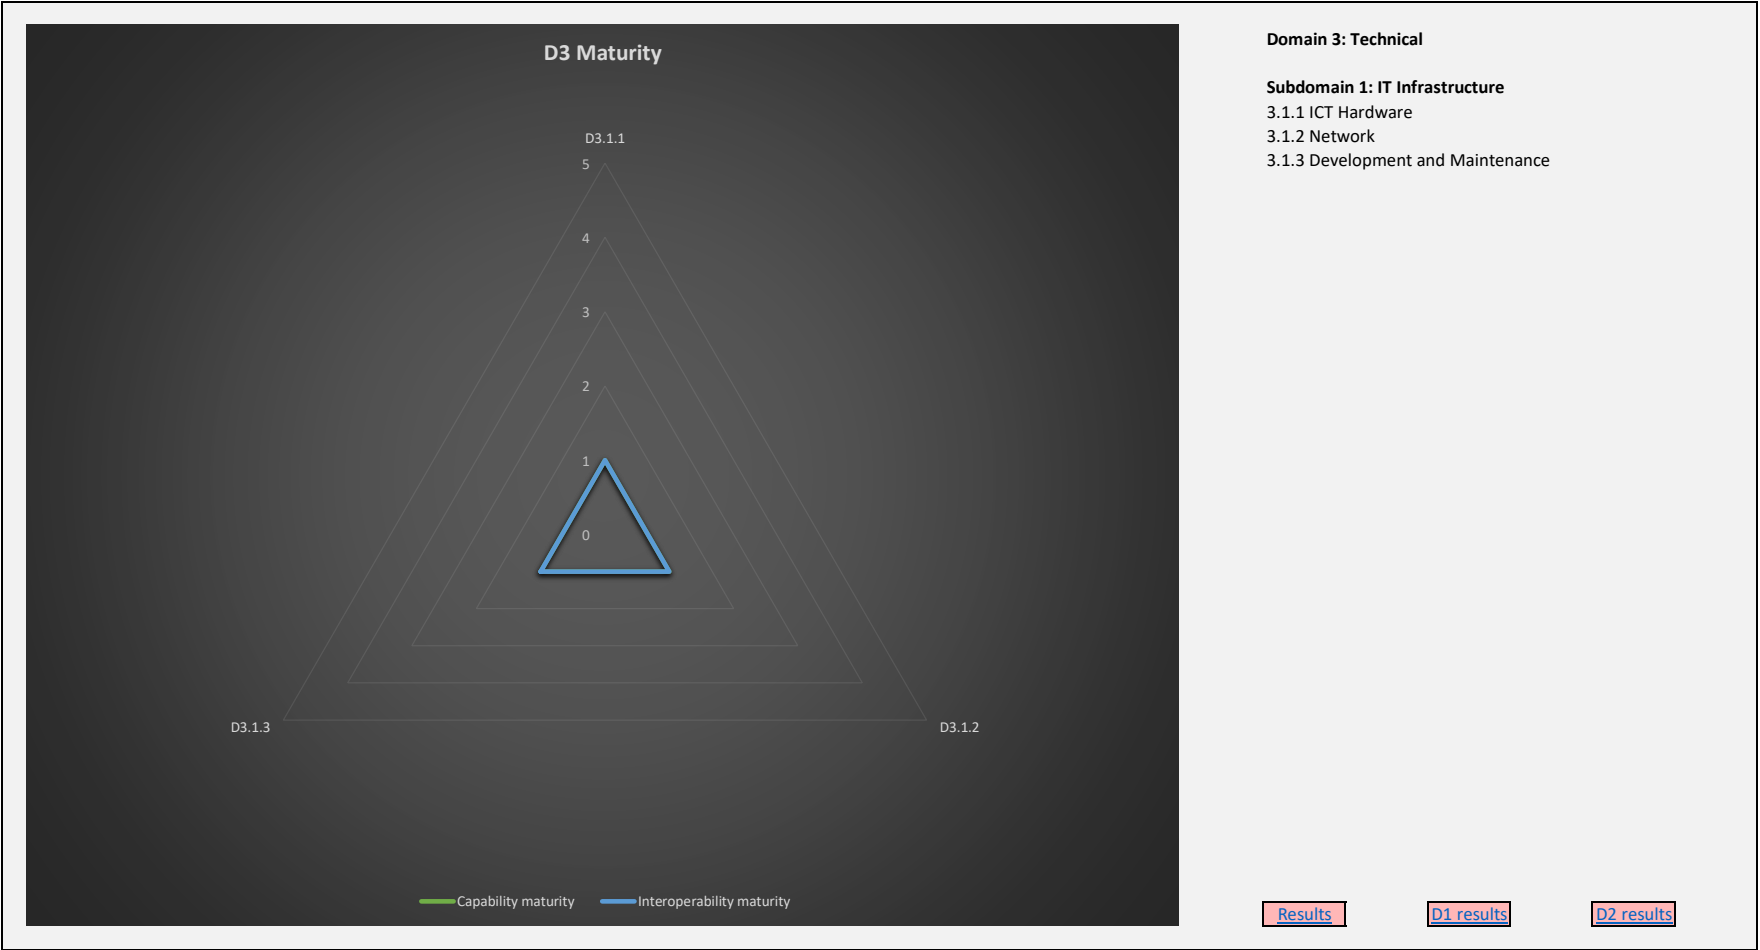 D3 Maturity
D3.1.1
5
4
3
2
1
0
D3.1.3
D3.1.2
Capability maturity
Interoperability maturity
Domain 3: Technical
Subdomain 1: IT Infrastructure
3.1.1 ICT Hardware
3.1.2 Network
3.1.3 Development and Maintenance
Results
D1 results
D2 results